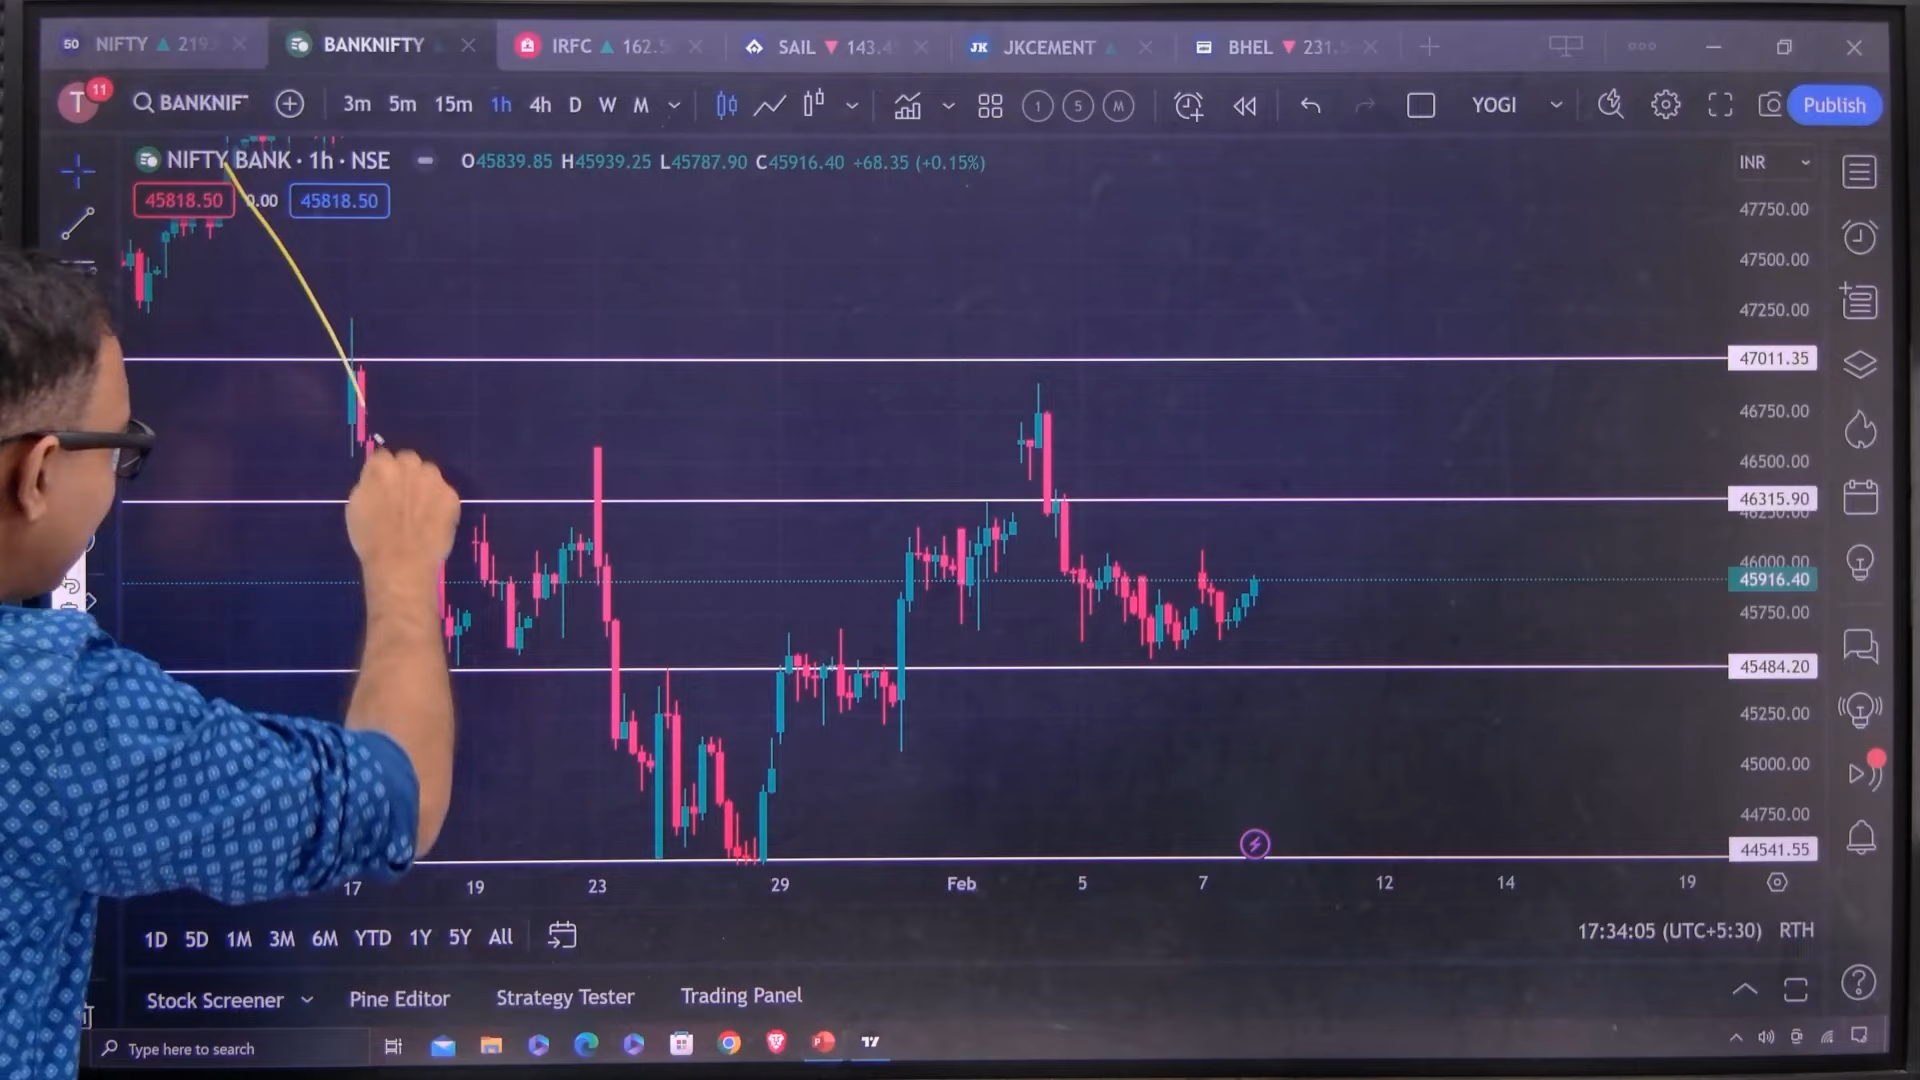 50 NIFTY ▲ 219
BANKNIFTY
IRFC ▲ 162.5
SAIL ▼ 143.4
JK JKCEMENT ▲
BHEL ▼ 231.5
T 11 BANKNIF 3m 5m 15m 1h 4h D W M 1 5 M YOGI Publish
NIFTY BANK · 1h · NSE O45839.85 H45939.25 L45787.90 C45916.40 +68.35 (+0.15%) INR
45818.50 0.00 45818.50
47750.00
47500.00
47250.00
47011.35
46750.00
46500.00
46315.90
46250.00
46000.00
45916.40
45750.00
45484.20
45250.00
45000.00
44750.00
44541.55
17 19 23 29 Feb 5 7 12 14 19
1D 5D 1M 3M 6M YTD 1Y 5Y All 17:34:05 (UTC+5:30) RTH
Stock Screener Pine Editor Strategy Tester Trading Panel
Type here to search